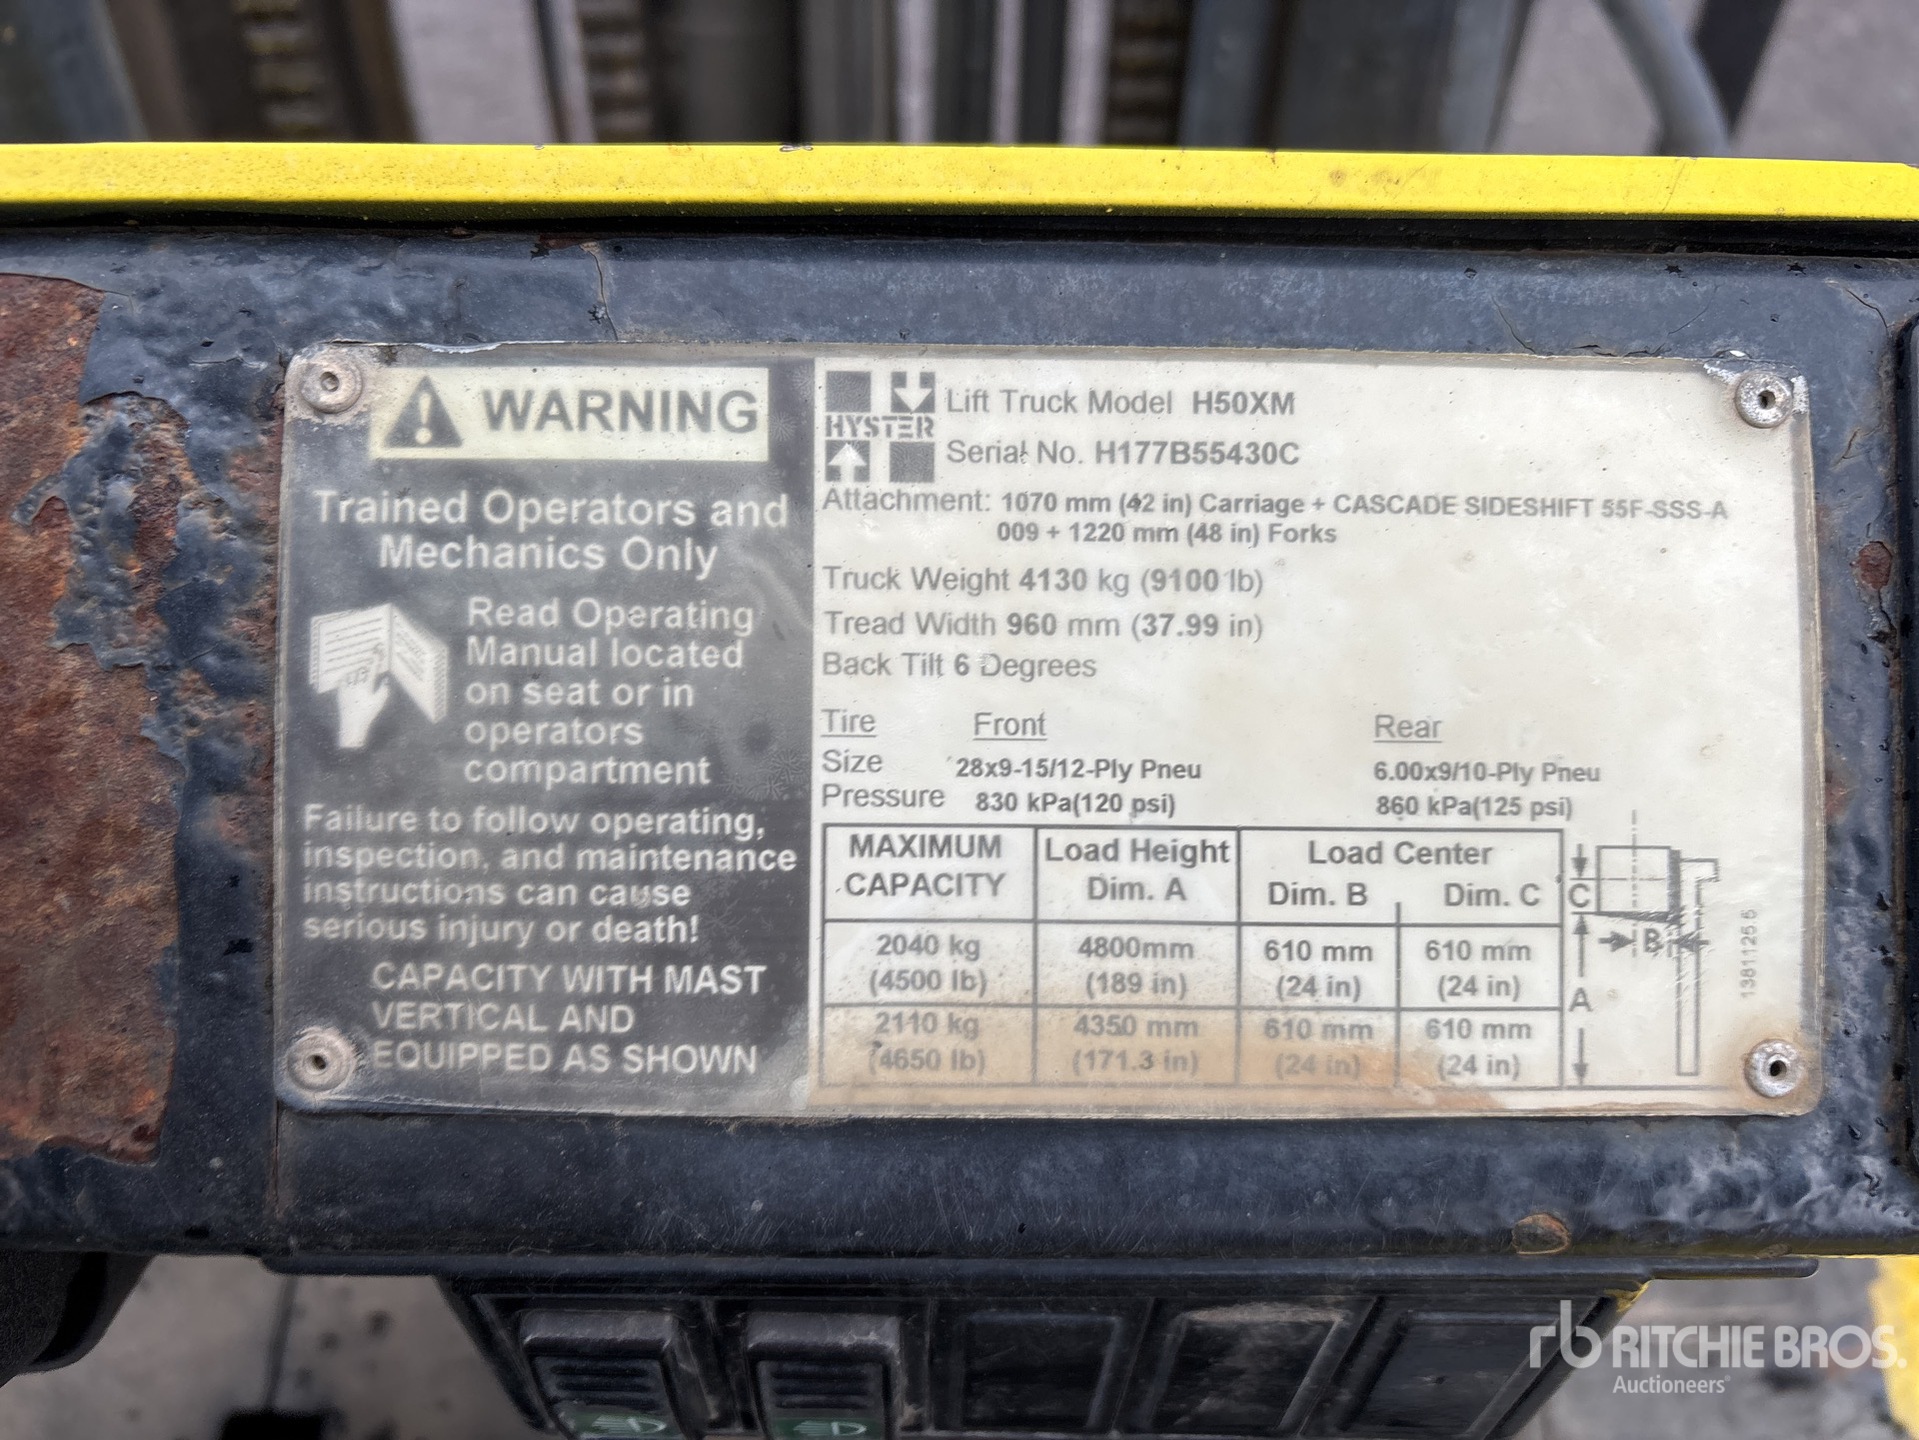 WARNING
Trained Operators and
Mechanics Only
Read Operating
Manual located
on seat or in
operators
compartment
Failure to follow operating,
inspection, and maintenance
instructions can cause
serious injury or death!
CAPACITY WITH MAST
VERTICAL AND
EQUIPPED AS SHOWN
HYSTER
Lift Truck Model H50XM
Serial No. H177B55430C
Attachment: 1070 mm (42 in) Carriage + CASCADE SIDESHIFT 55F-SSS-A
009 + 1220 mm (48 in) Forks
Truck Weight 4130 kg (9100 lb)
Tread Width 960 mm (37.99 in)
Back Tilt 6 Degrees
Tire Front Rear
Size 28x9-15/12-Ply Pneu 6.00x9/10-Ply Pneu
Pressure 830 kPa(120 psi) 860 kPa(125 psi)
MAXIMUM Load Height Load Center
CAPACITY Dim. A Dim. B Dim. C
2040 kg 4800mm 610 mm 610 mm
(4500 lb) (189 in) (24 in) (24 in)
2110 kg 4350 mm 610 mm 610 mm
(4650 lb) (171.3 in) (24 in) (24 in)
C
B
A
13811255
rb RITCHIE BROS.
Auctioneers